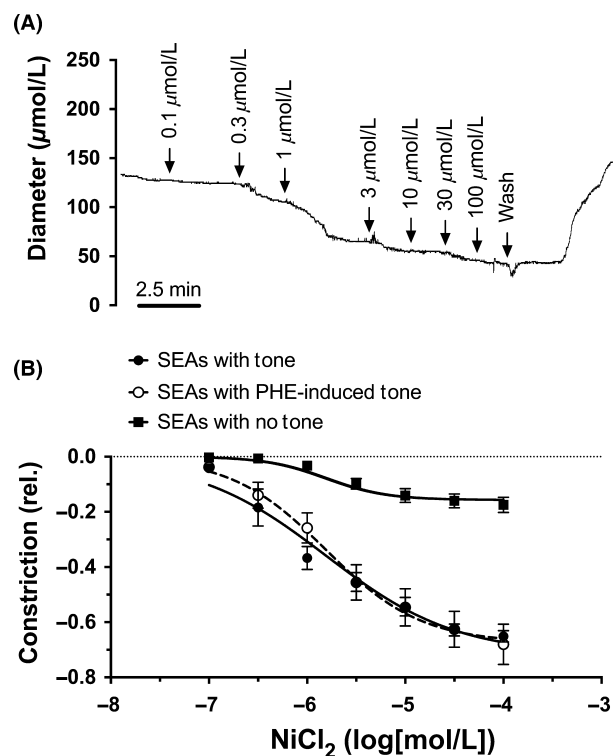 (A)
Diameter (µmol/L)
250
200
150
100
50
0
0.1 µmol/L
0.3 µmol/L
1 µmol/L
3 µmol/L
10 µmol/L
30 µmol/L
100 µmol/L
Wash
2.5 min
(B)
SEAs with tone
SEAs with PHE-induced tone
SEAs with no tone
Constriction (rel.)
0.0
−0.2
−0.4
−0.6
−0.8
−8 −7 −6 −5 −4 −3
NiCl₂ (log[mol/L])